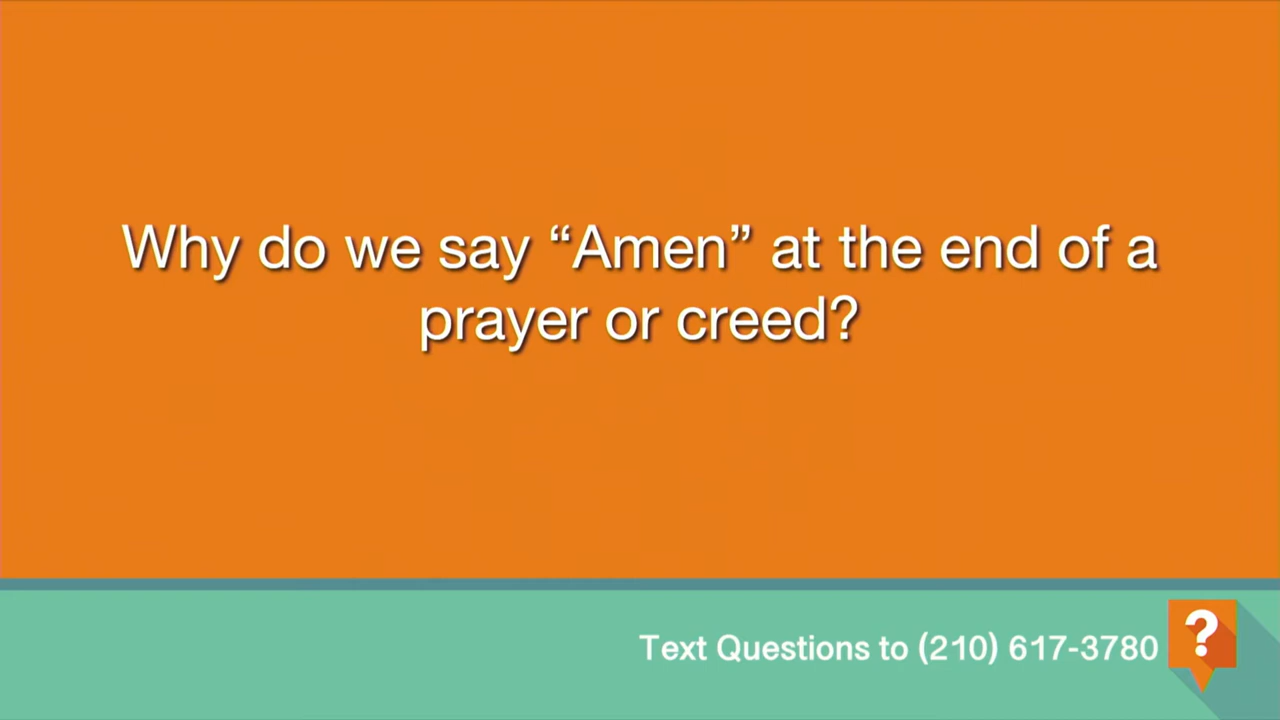 Why do we say “Amen” at the end of a
prayer or creed?
Text Questions to (210) 617-3780
?